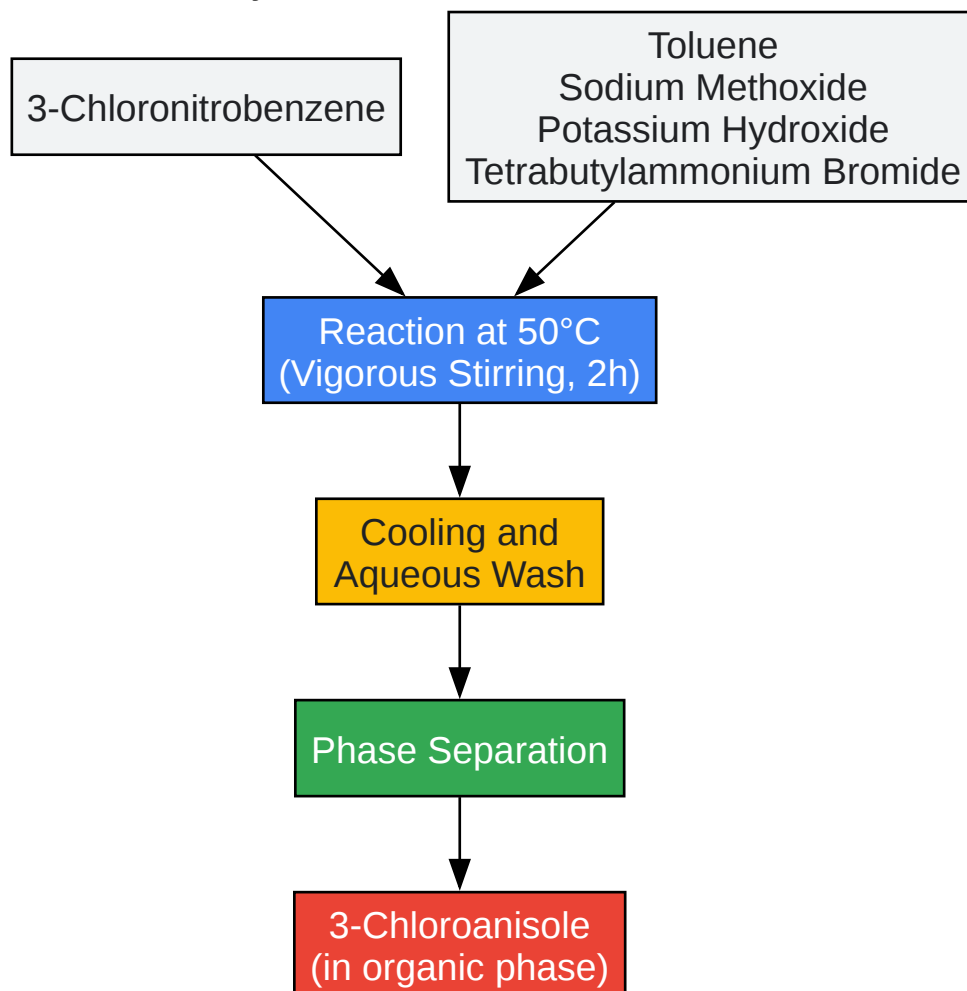 3-Chloronitrobenzene
Toluene
Sodium Methoxide
Potassium Hydroxide
Tetrabutylammonium Bromide
Reaction at 50°C
(Vigorous Stirring, 2h)
Cooling and
Aqueous Wash
Phase Separation
3-Chloroanisole
(in organic phase)